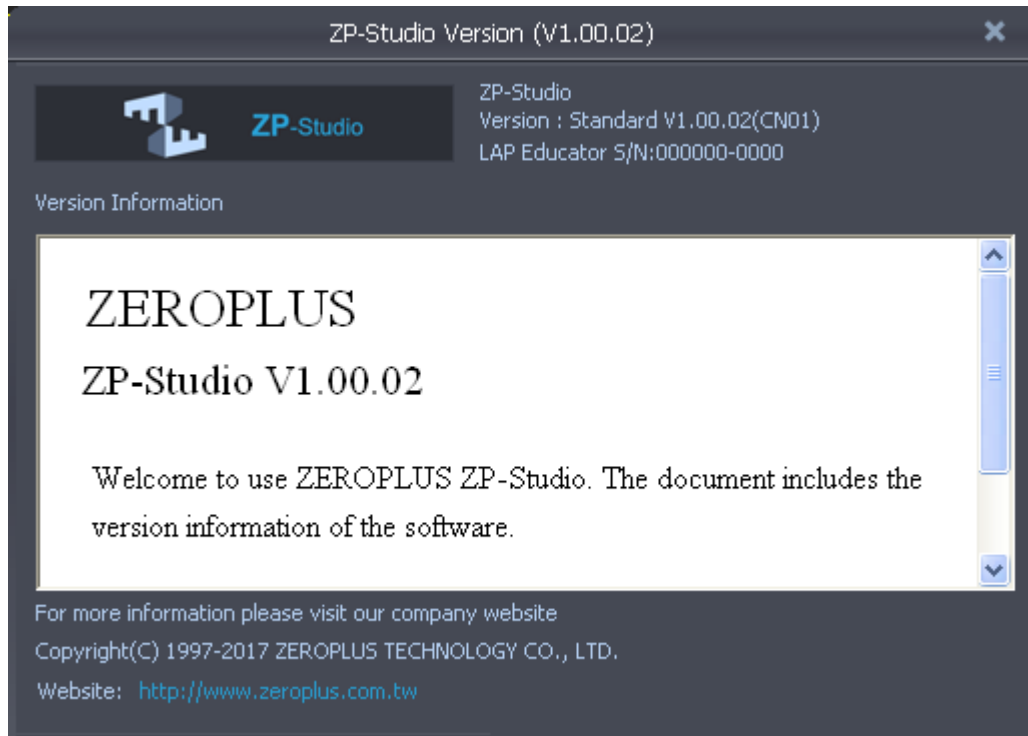 ZP-Studio Version (V1.00.02)
ZP-Studio
ZP-Studio
Version : Standard V1.00.02(CN01)
LAP Educator S/N:000000-0000
Version Information
ZEROPLUS
ZP-Studio V1.00.02
Welcome to use ZEROPLUS ZP-Studio. The document includes the
version information of the software.
For more information please visit our company website
Copyright(C) 1997-2017 ZEROPLUS TECHNOLOGY CO., LTD.
Website: http://www.zeroplus.com.tw